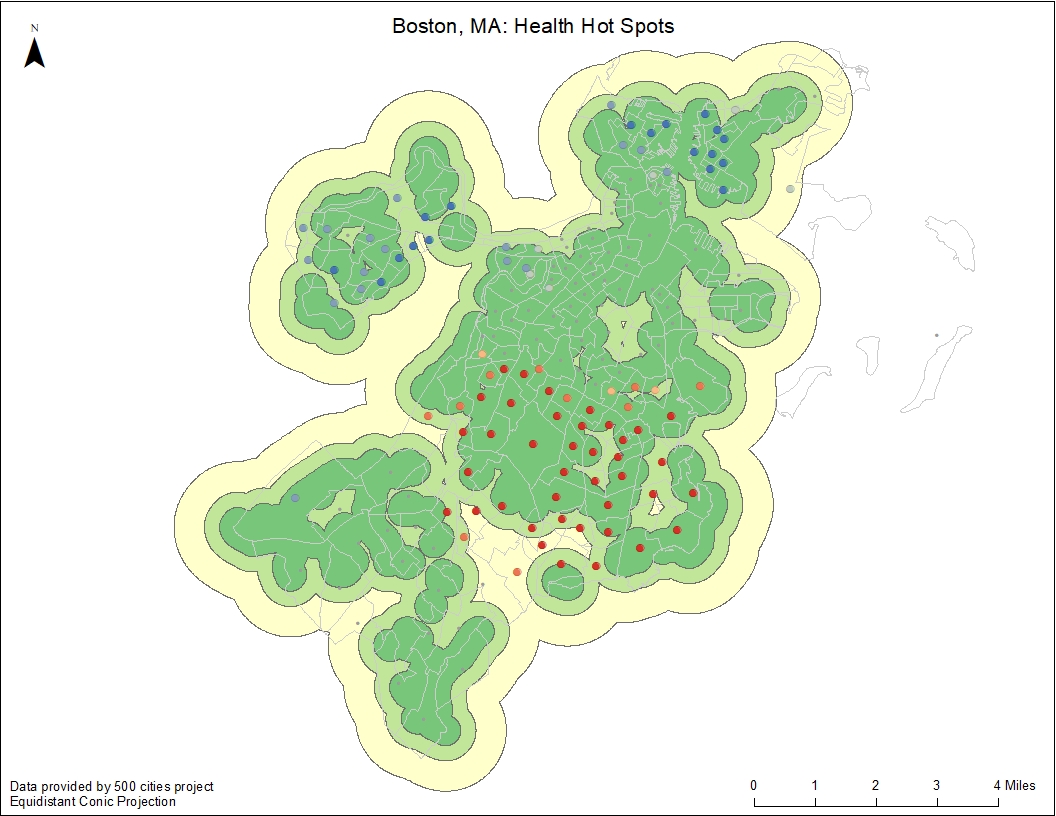 Boston, MA: Health Hot Spots
N
Data provided by 500 cities project
Equidistant Conic Projection
0 1 2 3 4 Miles